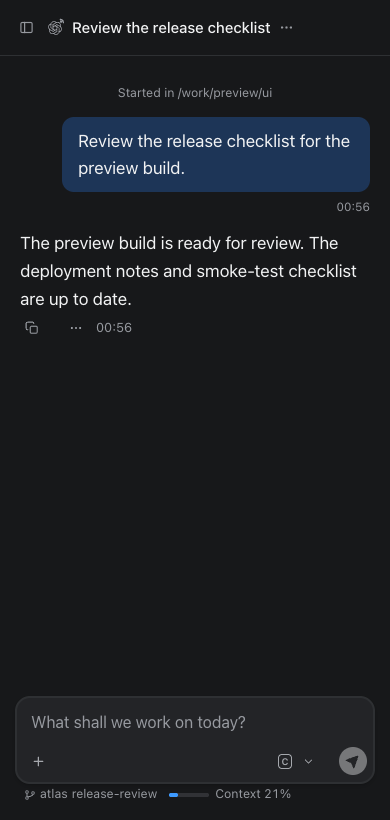 Review the release checklist
Started in /work/preview/ui
Review the release checklist for the
preview build.
00:56
The preview build is ready for review. The
deployment notes and smoke-test checklist
are up to date.
00:56
What shall we work on today?
C
atlas release-review Context 21%